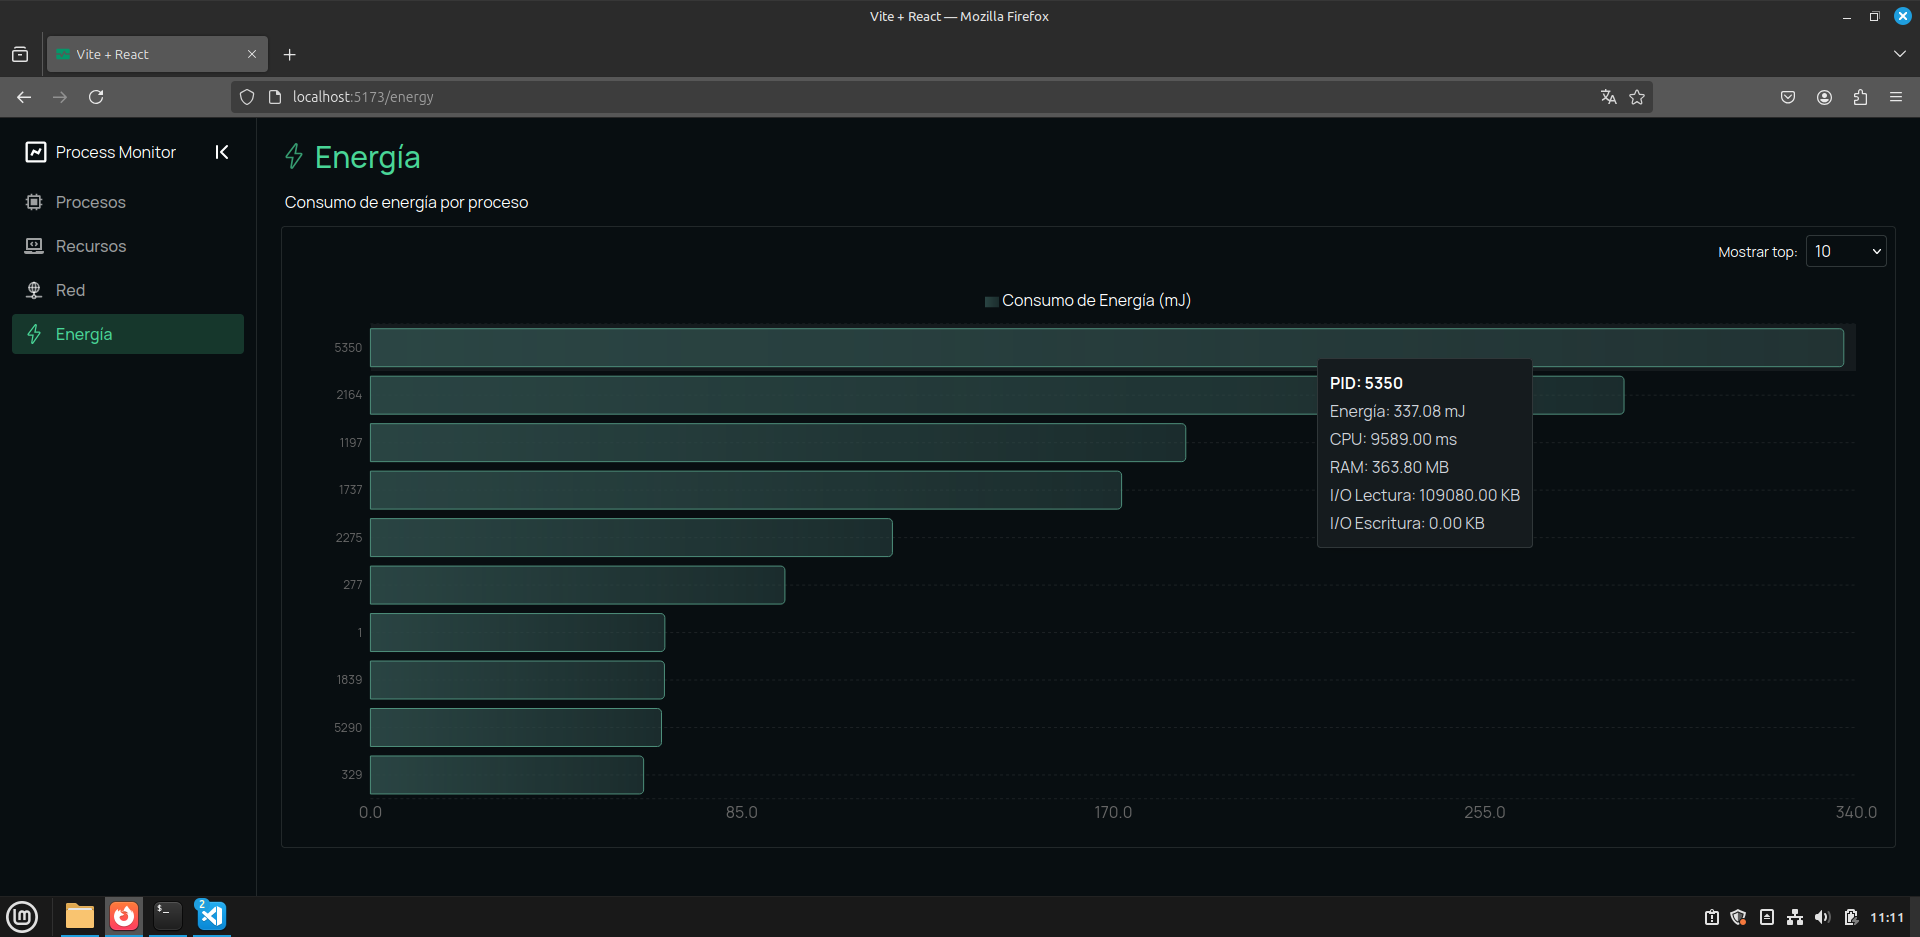 Vite + React — Mozilla Firefox
Vite + React
localhost:5173/energy
Process Monitor
Procesos
Recursos
Red
Energía
Energía
Consumo de energía por proceso
Mostrar top: 10
Consumo de Energía (mJ)
5350
2164
1197
1737
2275
277
1
1839
5290
329
0.0 85.0 170.0 255.0 340.0
PID: 5350
Energía: 337.08 mJ
CPU: 9589.00 ms
RAM: 363.80 MB
I/O Lectura: 109080.00 KB
I/O Escritura: 0.00 KB
2
11:11